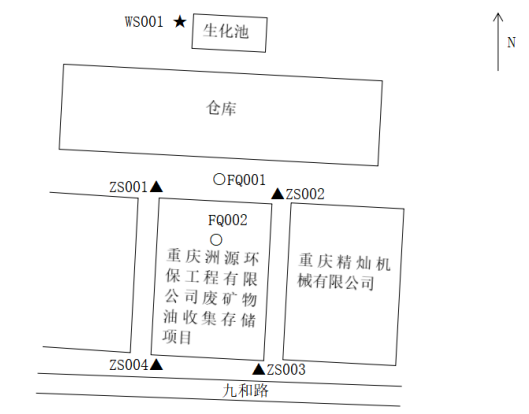 WS001 ★
生化池
N
仓库
○FQ001
ZS001▲
▲ZS002
FQ002
○
重庆洲源环
保工程有限
公司废矿物
油收集存储
项目
重庆精灿机
械有限公司
ZS004▲
▲ZS003
九和路